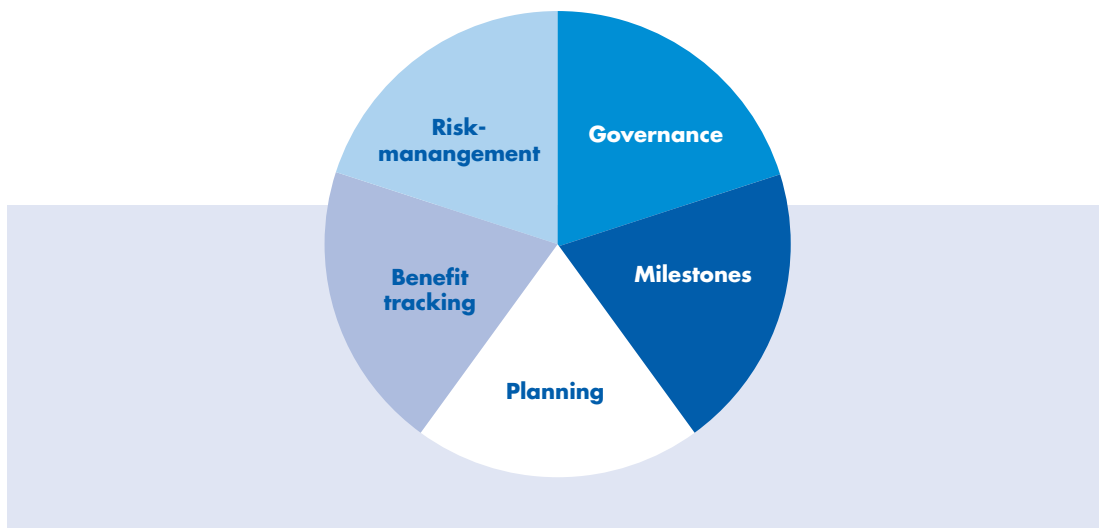 Risk-
manangement
Governance
Benefit
tracking
Milestones
Planning